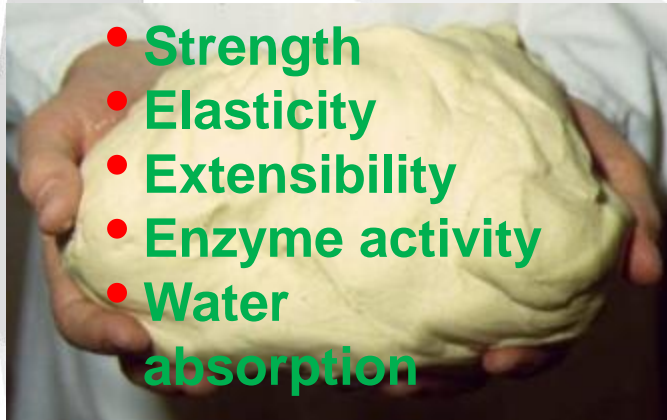 • Strength
• Elasticity
• Extensibility
• Enzyme activity
• Water
absorption